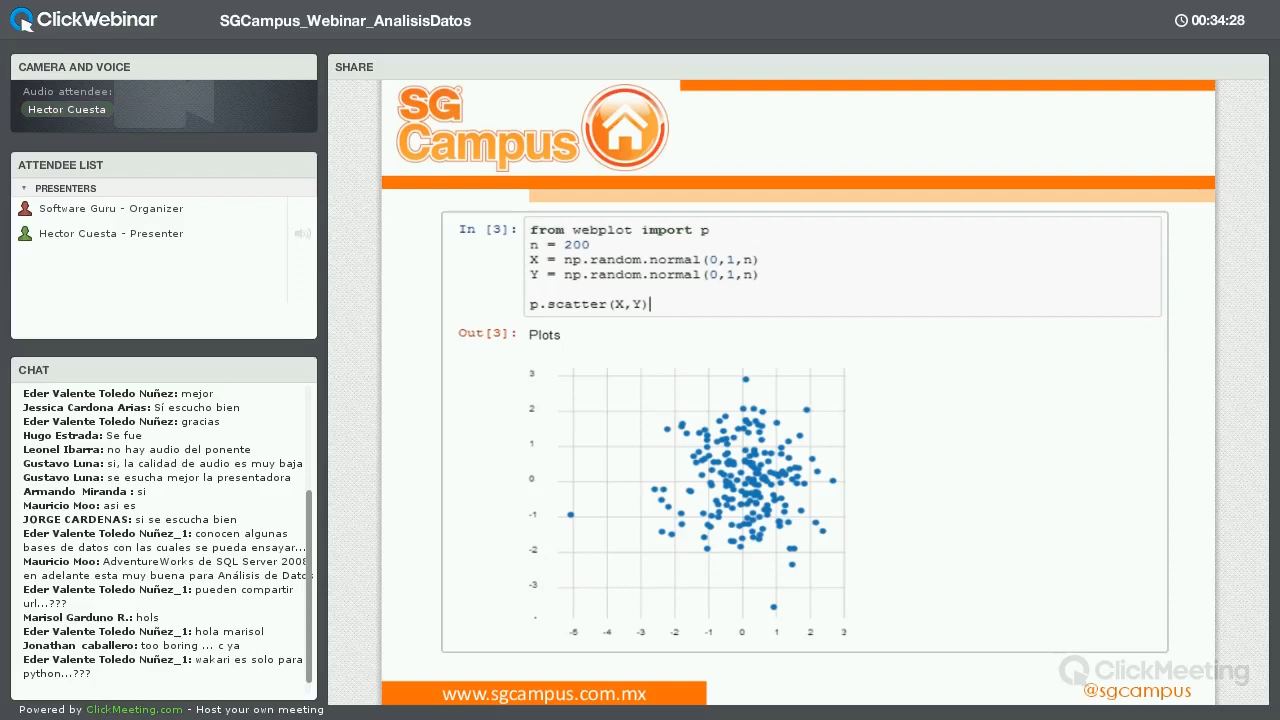 ClickWebinar
SGCampus_Webinar_AnalisisDatos
00:34:28
CAMERA AND VOICE
Audio attendee:
Hector Cuesta
ATTENDEE LIST
PRESENTERS
Software Guru - Organizer
Hector Cuesta - Presenter
CHAT
Eder Valente Toledo Nuñez: mejor
Jessica Cardona Arias: Sí escucho bien
Eder Valente Toledo Nuñez: gracias
Hugo Estrada: Se fue
Leonel Ibarra: no hay audio del ponente
Gustavo Luna: si, la calidad de audio es muy baja
Gustavo Luna: se esucha mejor la presentadora
Armando Miranda : si
Mauricio Moo: asi es
JORGE CARDENAS: si se escucha bien
Eder Valente Toledo Nuñez_1: conocen algunas
bases de datos con las cuales se pueda ensayar...
Mauricio Moo: AdventureWorks de SQL Server 2008
en adelante esta muy buena para Análisis de Datos
Eder Valente Toledo Nuñez_1: pueden compartir
url...???
Marisol Garduno R.: hols
Eder Valente Toledo Nuñez_1: hola marisol
Jonathan caballero: too boring ... c ya
Eder Valente Toledo Nuñez_1: wakari es solo para
python...???
Powered by ClickMeeting.com - Host your own meeting
SHARE
SG
Campus
In [3]:
from webplot import p
n = 200
X = np.random.normal(0,1,n)
Y = np.random.normal(0,1,n)
p.scatter(X,Y)
Out[3]: Plots
3
2
1
0
-1
-2
-3
-5 -4 -3 -2 -1 0 1 2 3
ClickMeeting
www.sgcampus.com.mx
@sgcampus